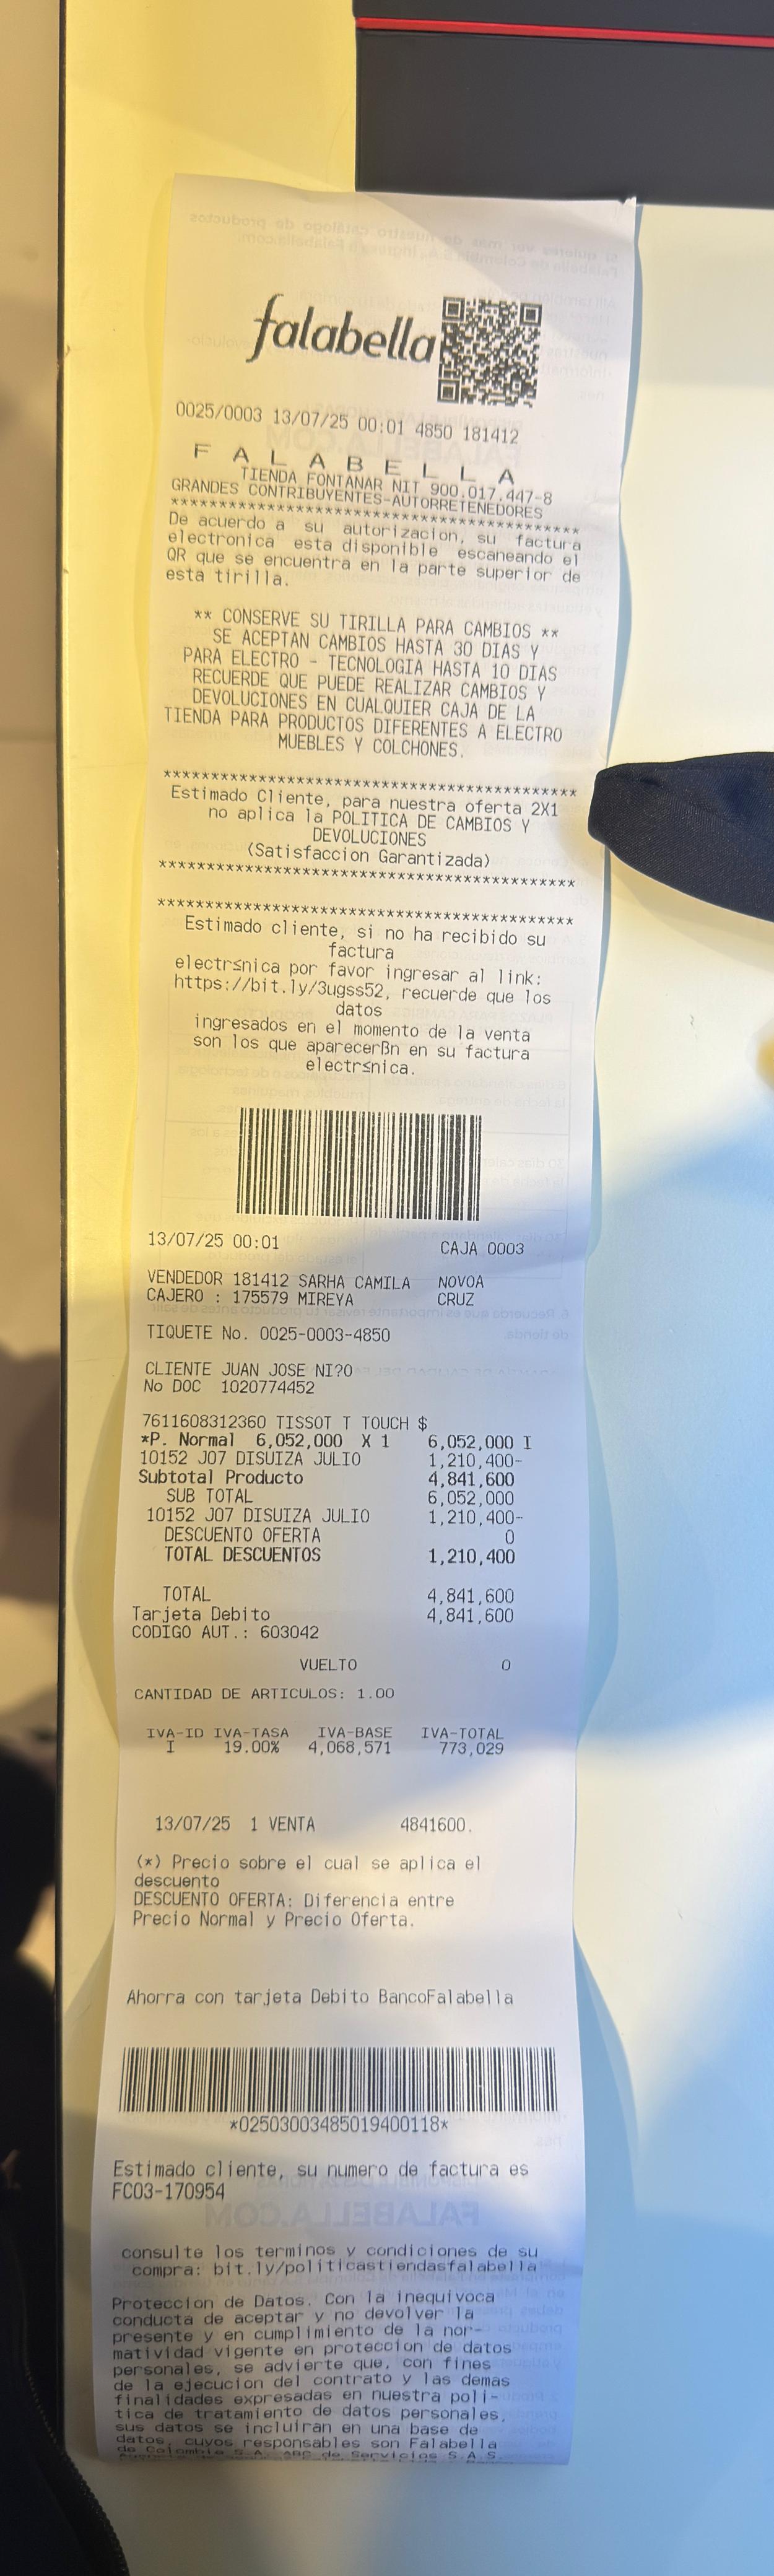 falabella
0025/0003 13/07/25 00:01 4850 181412
F A L A B E L L A
TIENDA FONTANAR NIT 900.017.447-8
GRANDES CONTRIBUYENTES-AUTORRETENEDORES
******************************************
De acuerdo a su autorizacion, su factura
electronica esta disponible escaneando el
QR que se encuentra en la parte superior de
esta tirilla.
** CONSERVE SU TIRILLA PARA CAMBIOS **
SE ACEPTAN CAMBIOS HASTA 30 DIAS Y
PARA ELECTRO - TECNOLOGIA HASTA 10 DIAS
RECUERDE QUE PUEDE REALIZAR CAMBIOS Y
DEVOLUCIONES EN CUALQUIER CAJA DE LA
TIENDA PARA PRODUCTOS DIFERENTES A ELECTRO
MUEBLES Y COLCHONES.
******************************************
Estimado Cliente, para nuestra oferta 2X1
no aplica la POLITICA DE CAMBIOS Y
DEVOLUCIONES
(Satisfaccion Garantizada)
******************************************
******************************************
Estimado cliente, si no ha recibido su
factura
electr≤nica por favor ingresar al link:
https://bit.ly/3ugss52, recuerde que los
datos
ingresados en el momento de la venta
son los que aparecerßn en su factura
electr≤nica.
13/07/25 00:01 CAJA 0003
VENDEDOR 181412 SARHA CAMILA NOVOA
CAJERO : 175579 MIREYA CRUZ
TIQUETE No. 0025-0003-4850
CLIENTE JUAN JOSE NI?O
No DOC 1020774452
7611608312360 TISSOT T TOUCH $
*P. Normal 6,052,000 X 1 6,052,000 I
10152 J07 DISUIZA JULIO 1,210,400-
Subtotal Producto 4,841,600
SUB TOTAL 6,052,000
10152 J07 DISUIZA JULIO 1,210,400-
DESCUENTO OFERTA 0
TOTAL DESCUENTOS 1,210,400
TOTAL 4,841,600
Tarjeta Debito 4,841,600
CODIGO AUT.: 603042
VUELTO 0
CANTIDAD DE ARTICULOS: 1.00
IVA-ID IVA-TASA IVA-BASE IVA-TOTAL
I 19.00% 4,068,571 773,029
13/07/25 1 VENTA 4841600.
(*) Precio sobre el cual se aplica el
descuento
DESCUENTO OFERTA: Diferencia entre
Precio Normal y Precio Oferta.
Ahorra con tarjeta Debito BancoFalabella
*02503003485019400118*
Estimado cliente, su numero de factura es
FC03-170954
consulte los terminos y condiciones de su
compra: bit.ly/politicastiendasfalabella
Proteccion de Datos. Con la inequivoca
conducta de aceptar y no devolver la
presente y en cumplimiento de la nor-
matividad vigente en proteccion de datos
personales, se advierte que, con fines
de la ejecucion del contrato y las demas
finalidades expresadas en nuestra poli-
tica de tratamiento de datos personales,
sus datos se incluiran en una base de
datos, cuyos responsables son Falabella
de Colombia S.A. ABC de Servicios S.A.S.